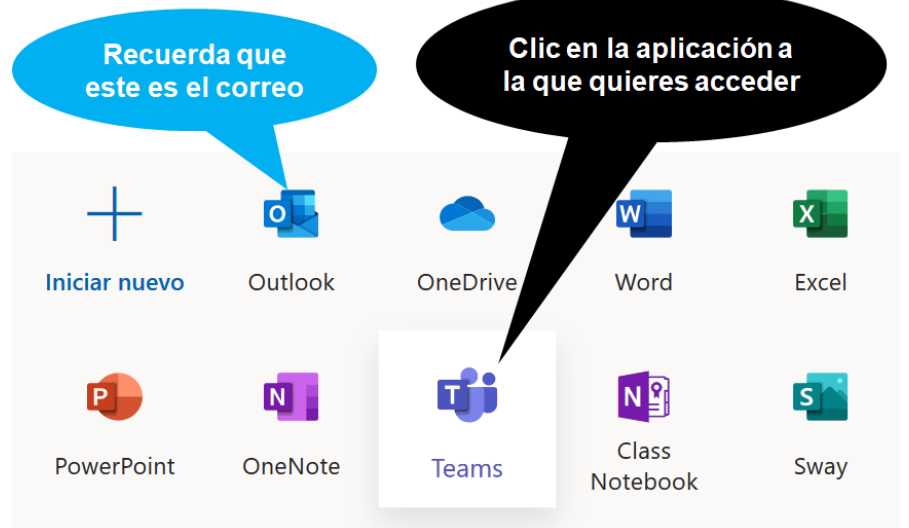 Recuerda que
este es el correo
Clic en la aplicación a
la que quieres acceder
Iniciar nuevo
O
Outlook
OneDrive
W
Word
X
Excel
P
PowerPoint
N
OneNote
T
Teams
N
Class
Notebook
S
Sway